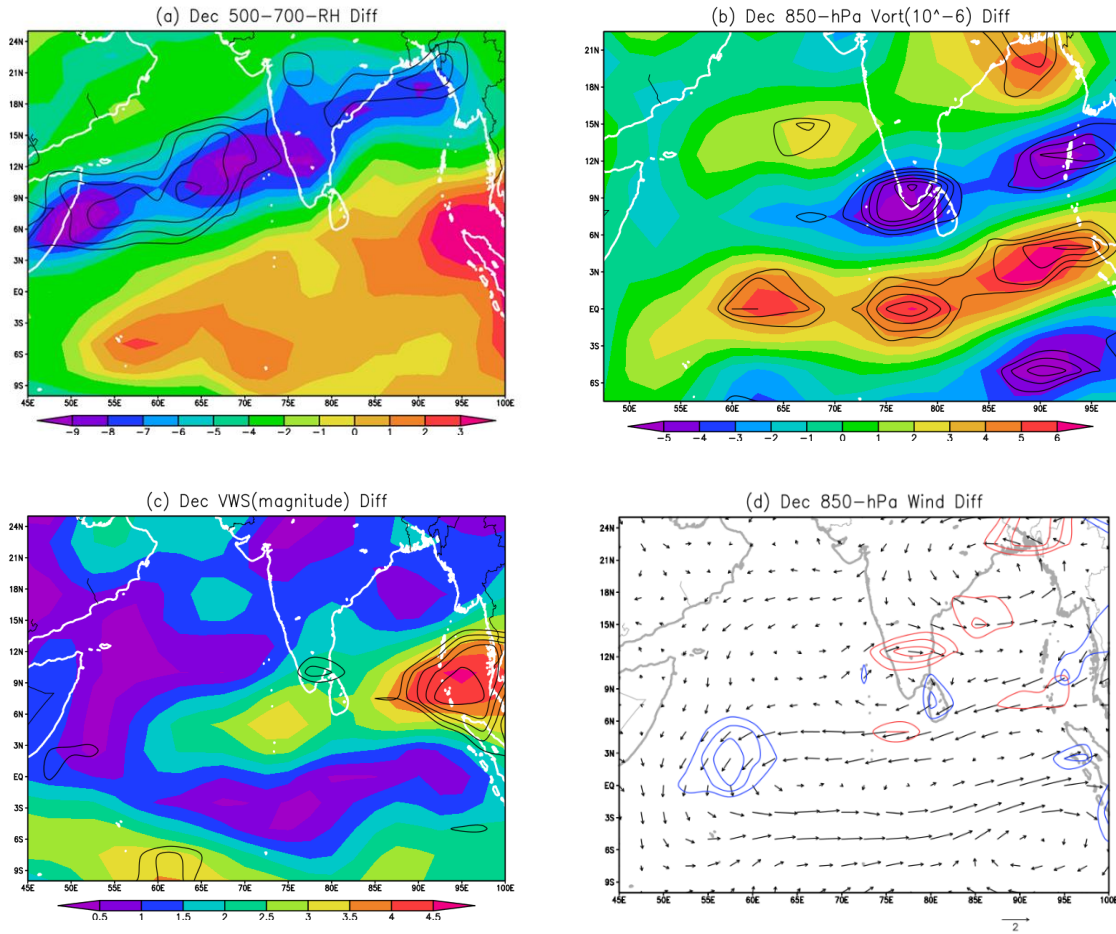 (a) Dec 500-700-RH Diff
24N
21N
18N
15N
12N
9N
6N
3N
EQ
3S
6S
9S
45E 50E 55E 60E 65E 70E 75E 80E 85E 90E 95E 100E
-9 -8 -7 -6 -5 -4 -2 -1 0 1 2 3
(b) Dec 850-hPa Vort(10^-6) Diff
21N
18N
15N
12N
9N
6N
3N
EQ
3S
6S
50E 55E 60E 65E 70E 75E 80E 85E 90E 95E
-5 -4 -3 -2 -1 0 1 2 3 4 5 6
(c) Dec VWS(magnitude) Diff
24N
21N
18N
15N
12N
9N
6N
3N
EQ
3S
6S
9S
45E 50E 55E 60E 65E 70E 75E 80E 85E 90E 95E 100E
0.5 1 1.5 2 2.5 3 3.5 4 4.5
(d) Dec 850-hPa Wind Diff
24N
21N
18N
15N
12N
9N
6N
3N
EQ
3S
6S
9S
45E 50E 55E 60E 65E 70E 75E 80E 85E 90E 95E 100E
2